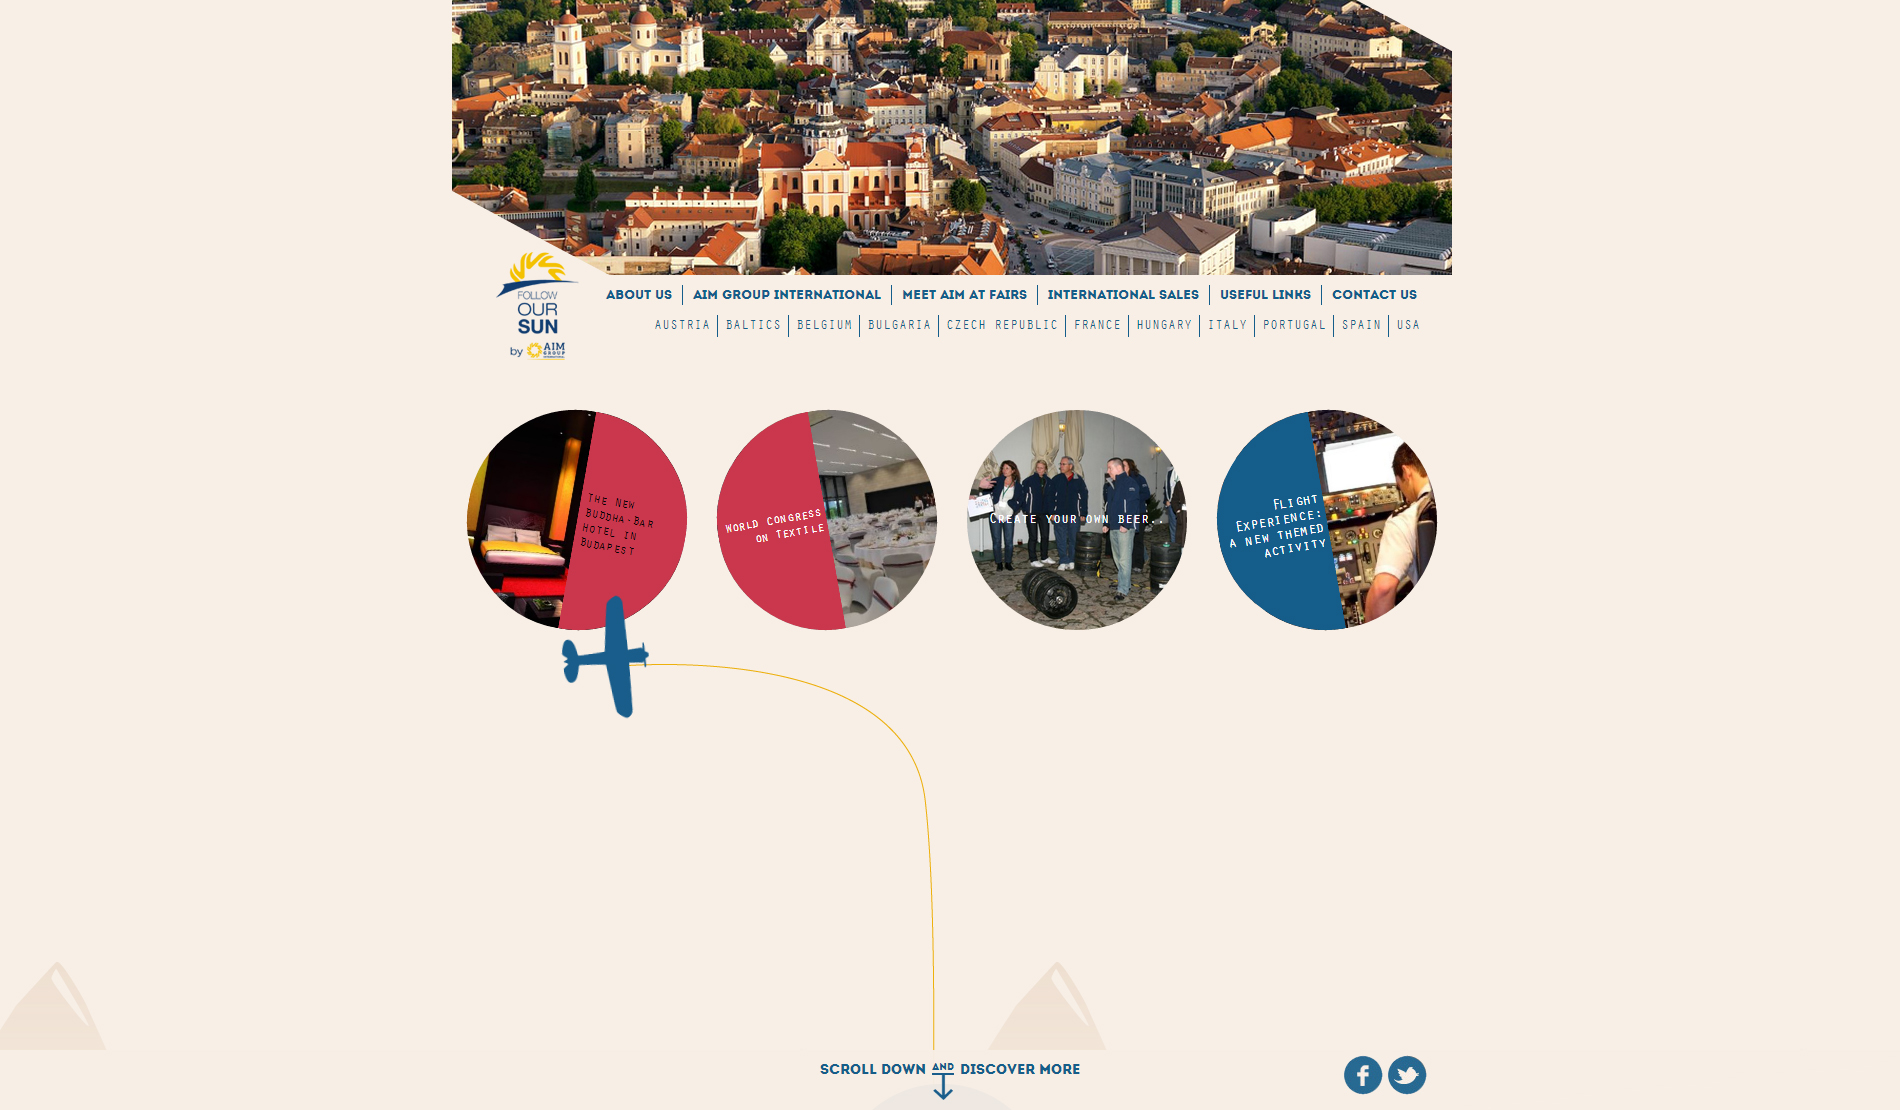 FOLLOW
OUR
SUN
by AIM
GROUP
INTERNATIONAL
ABOUT US
AIM GROUP INTERNATIONAL
MEET AIM AT FAIRS
INTERNATIONAL SALES
USEFUL LINKS
CONTACT US
AUSTRIA
BALTICS
BELGIUM
BULGARIA
CZECH REPUBLIC
FRANCE
HUNGARY
ITALY
PORTUGAL
SPAIN
USA
The new
Buddha-Bar
Hotel in
Budapest
World Congress
on Textile
Create your own beer..
Flight
Experience:
a new themed
activity
SCROLL DOWN AND DISCOVER MORE